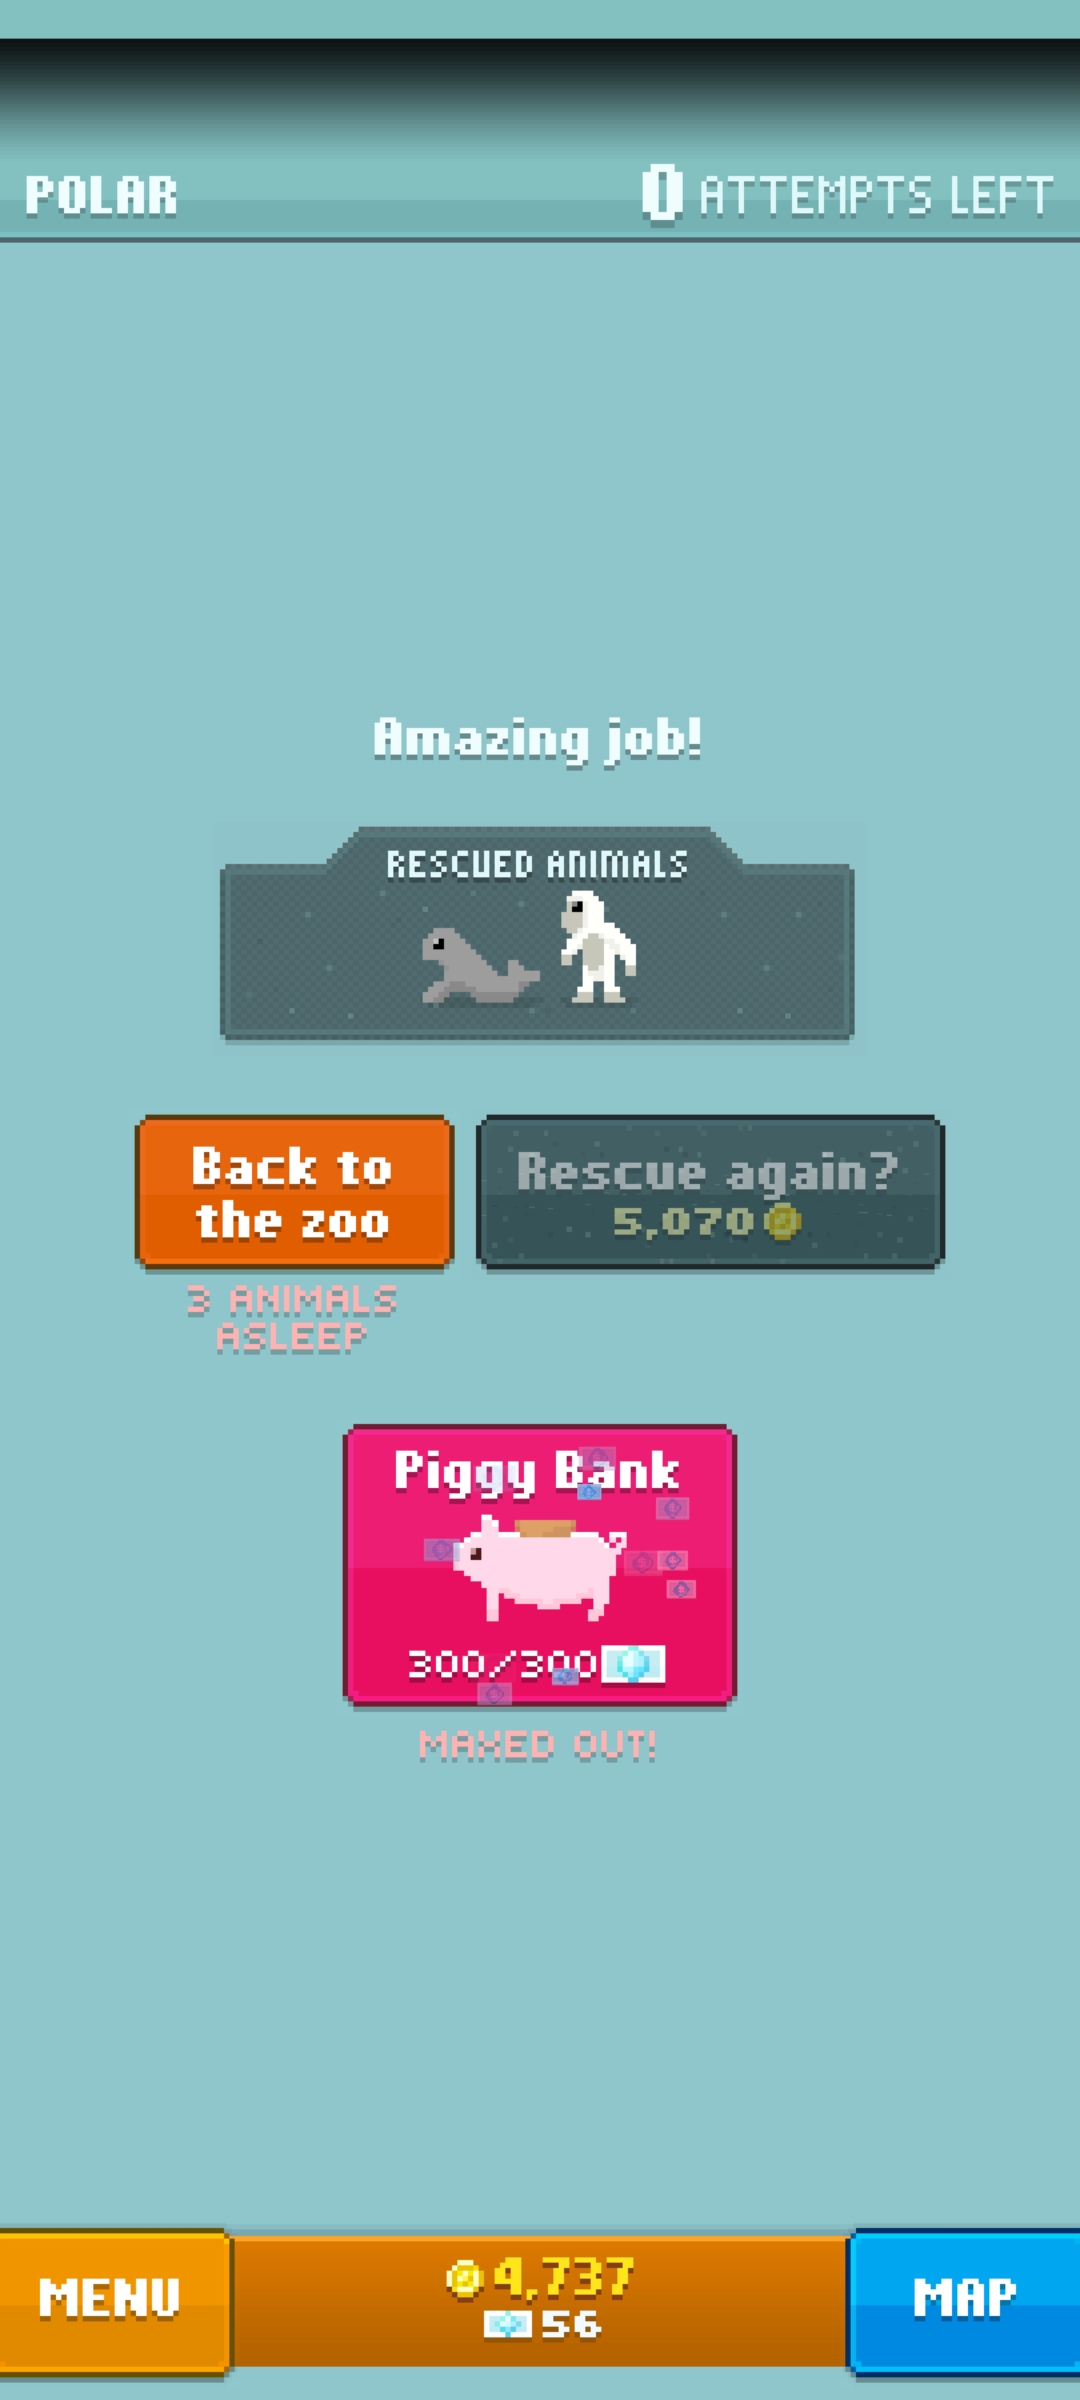 POLAR
0 ATTEMPTS LEFT
Amazing job!
RESCUED ANIMALS
Back to
the zoo
Rescue again?
5,070
3 ANIMALS
ASLEEP
Piggy Bank
300/300
MAXED OUT!
MENU
4,737
56
MAP